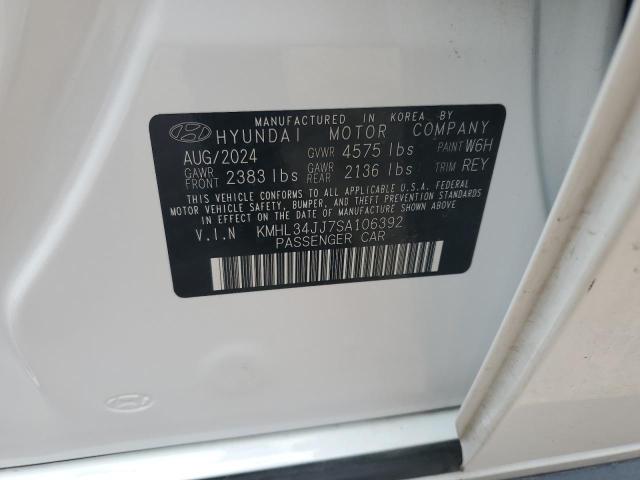 MANUFACTURED IN KOREA BY
HYUNDAI MOTOR COMPANY
AUG/2024 GVWR 4575 lbs PAINT W6H
GAWR FRONT 2383 lbs GAWR REAR 2136 lbs TRIM REY
THIS VEHICLE CONFORMS TO ALL APPLICABLE U.S.A. FEDERAL
MOTOR VEHICLE SAFETY, BUMPER, AND THEFT PREVENTION STANDARDS
IN EFFECT ON THE DATE OF MANUFACTURE SHOWN ABOVE.
V.I.N KMHL34JJ7SA106392
PASSENGER CAR